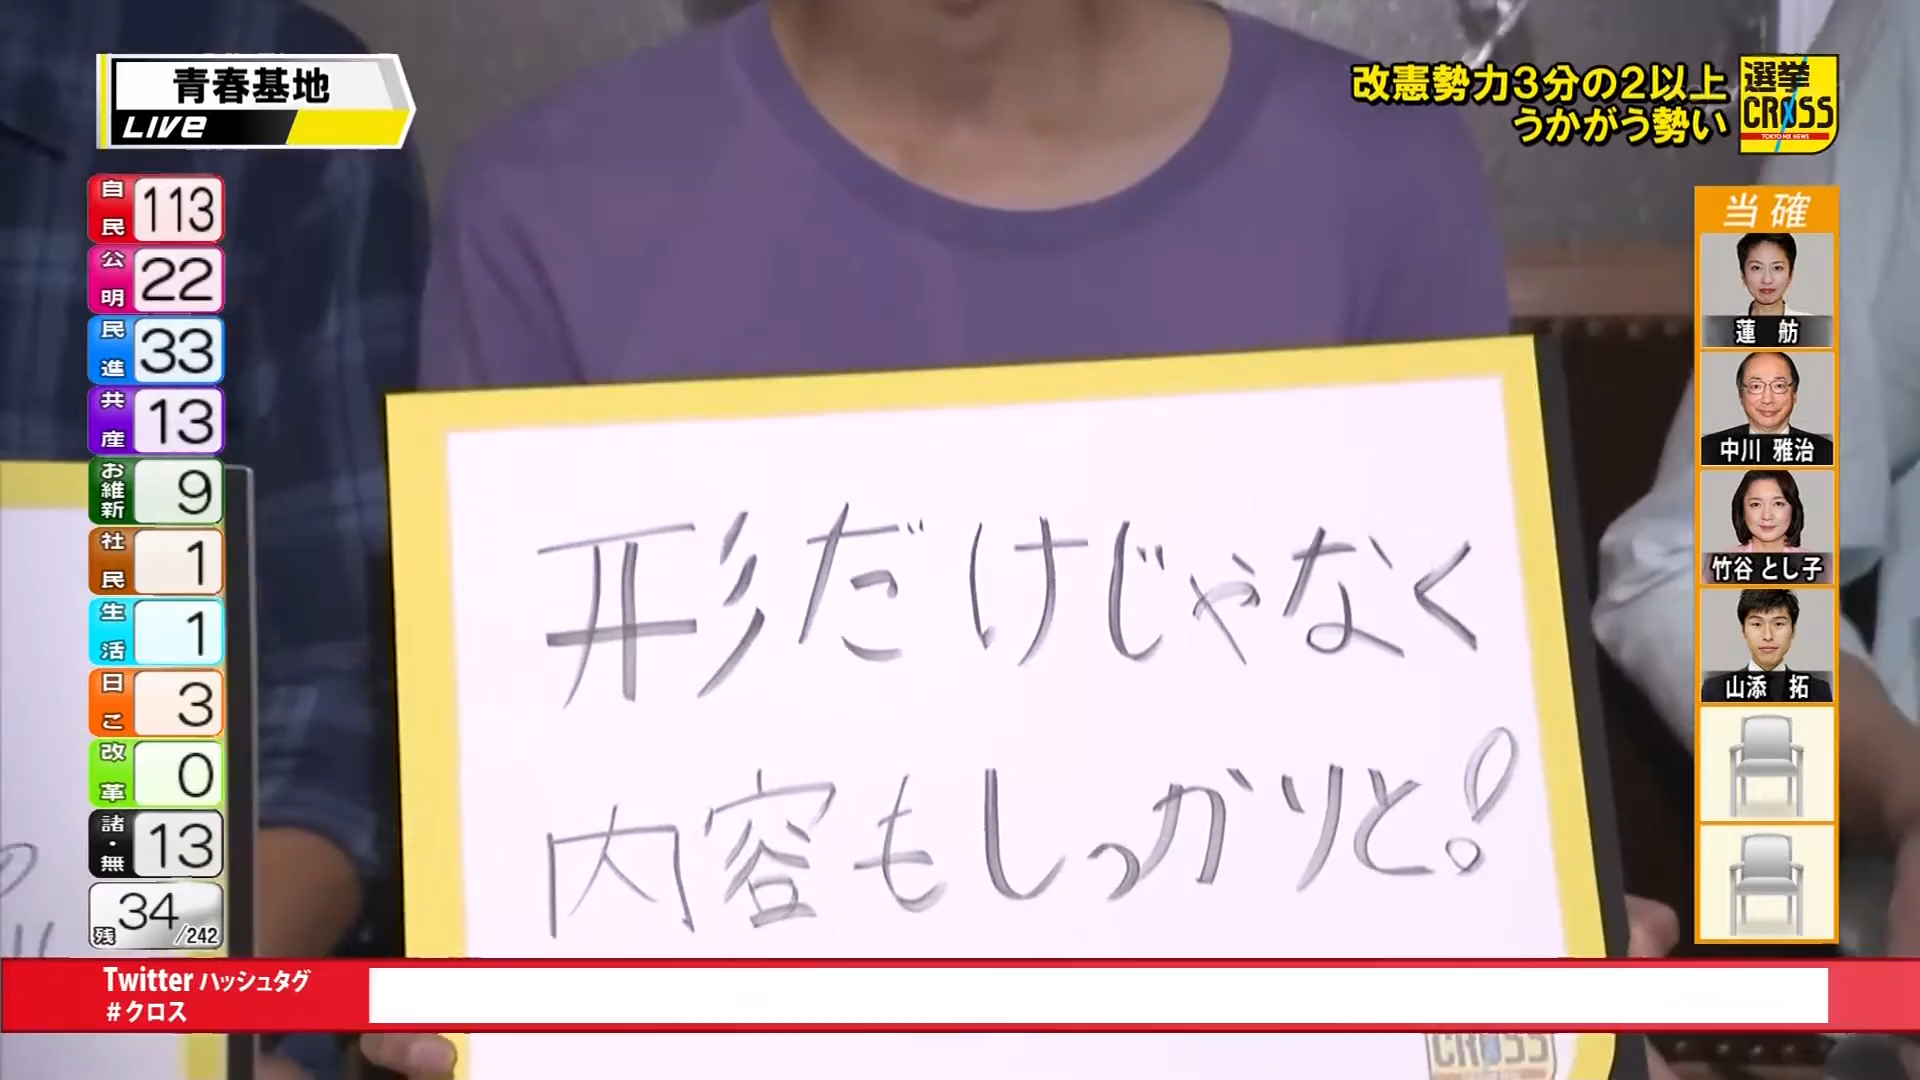 青春基地
LIVE
改憲勢力3分の2以上
うかがう勢い
選挙
CROSS
TOKYO MX NEWS
自民 113
公明 22
民進 33
共産 13
お維新 9
社民 1
生活 1
日こ 3
改革 0
諸・無 13
残 34/242
当確
蓮 舫
中川 雅治
竹谷 とし子
山添 拓
形だけじゃなく
内容もしっかりと!
Twitter ハッシュタグ
#クロス
CROSS